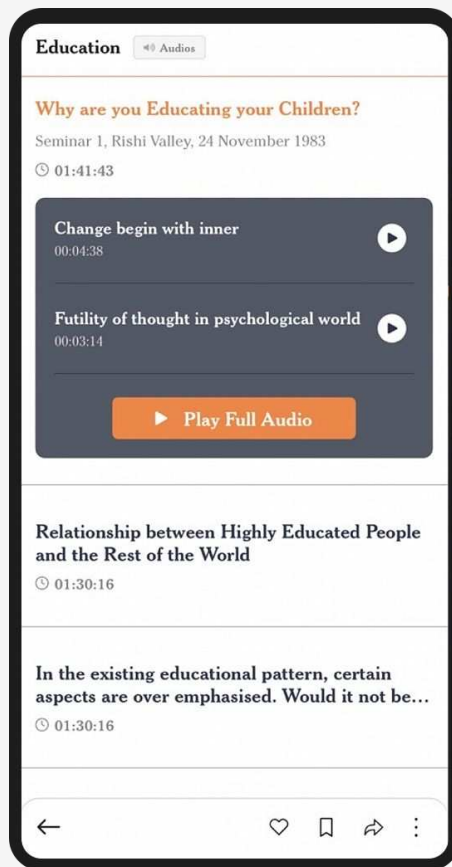 Education
Audios
Why are you Educating your Children?
Seminar 1, Rishi Valley, 24 November 1983
01:41:43
Change begin with inner
00:04:38
Futility of thought in psychological world
00:03:14
Play Full Audio
Relationship between Highly Educated People
and the Rest of the World
01:30:16
In the existing educational pattern, certain
aspects are over emphasised. Would it not be...
01:30:16